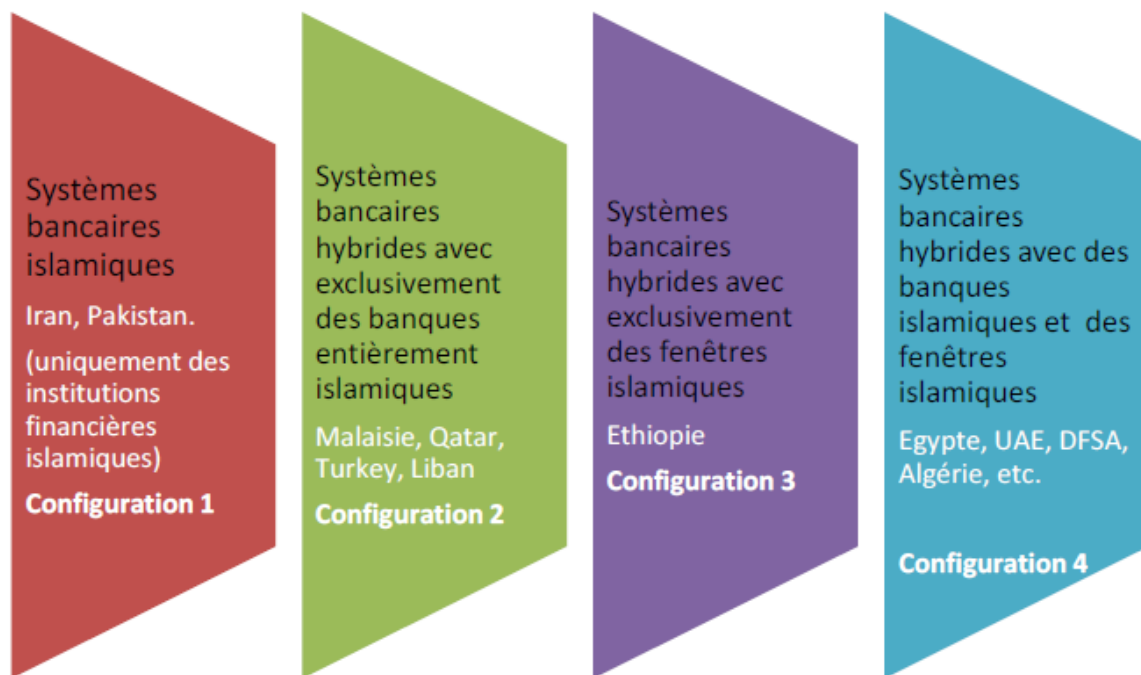 Systèmes
bancaires
islamiques
Iran, Pakistan.
(uniquement des
institutions
financières
islamiques)
Configuration 1
Systèmes
bancaires
hybrides avec
exclusivement
des banques
entièrement
islamiques
Malaisie, Qatar,
Turkey, Liban
Configuration 2
Systèmes
bancaires
hybrides avec
exclusivement
des fenêtres
islamiques
Ethiopie
Configuration 3
Systèmes
bancaires
hybrides avec des
banques
islamiques et des
fenêtres
islamiques
Egypte, UAE, DFSA,
Algérie, etc.
Configuration 4